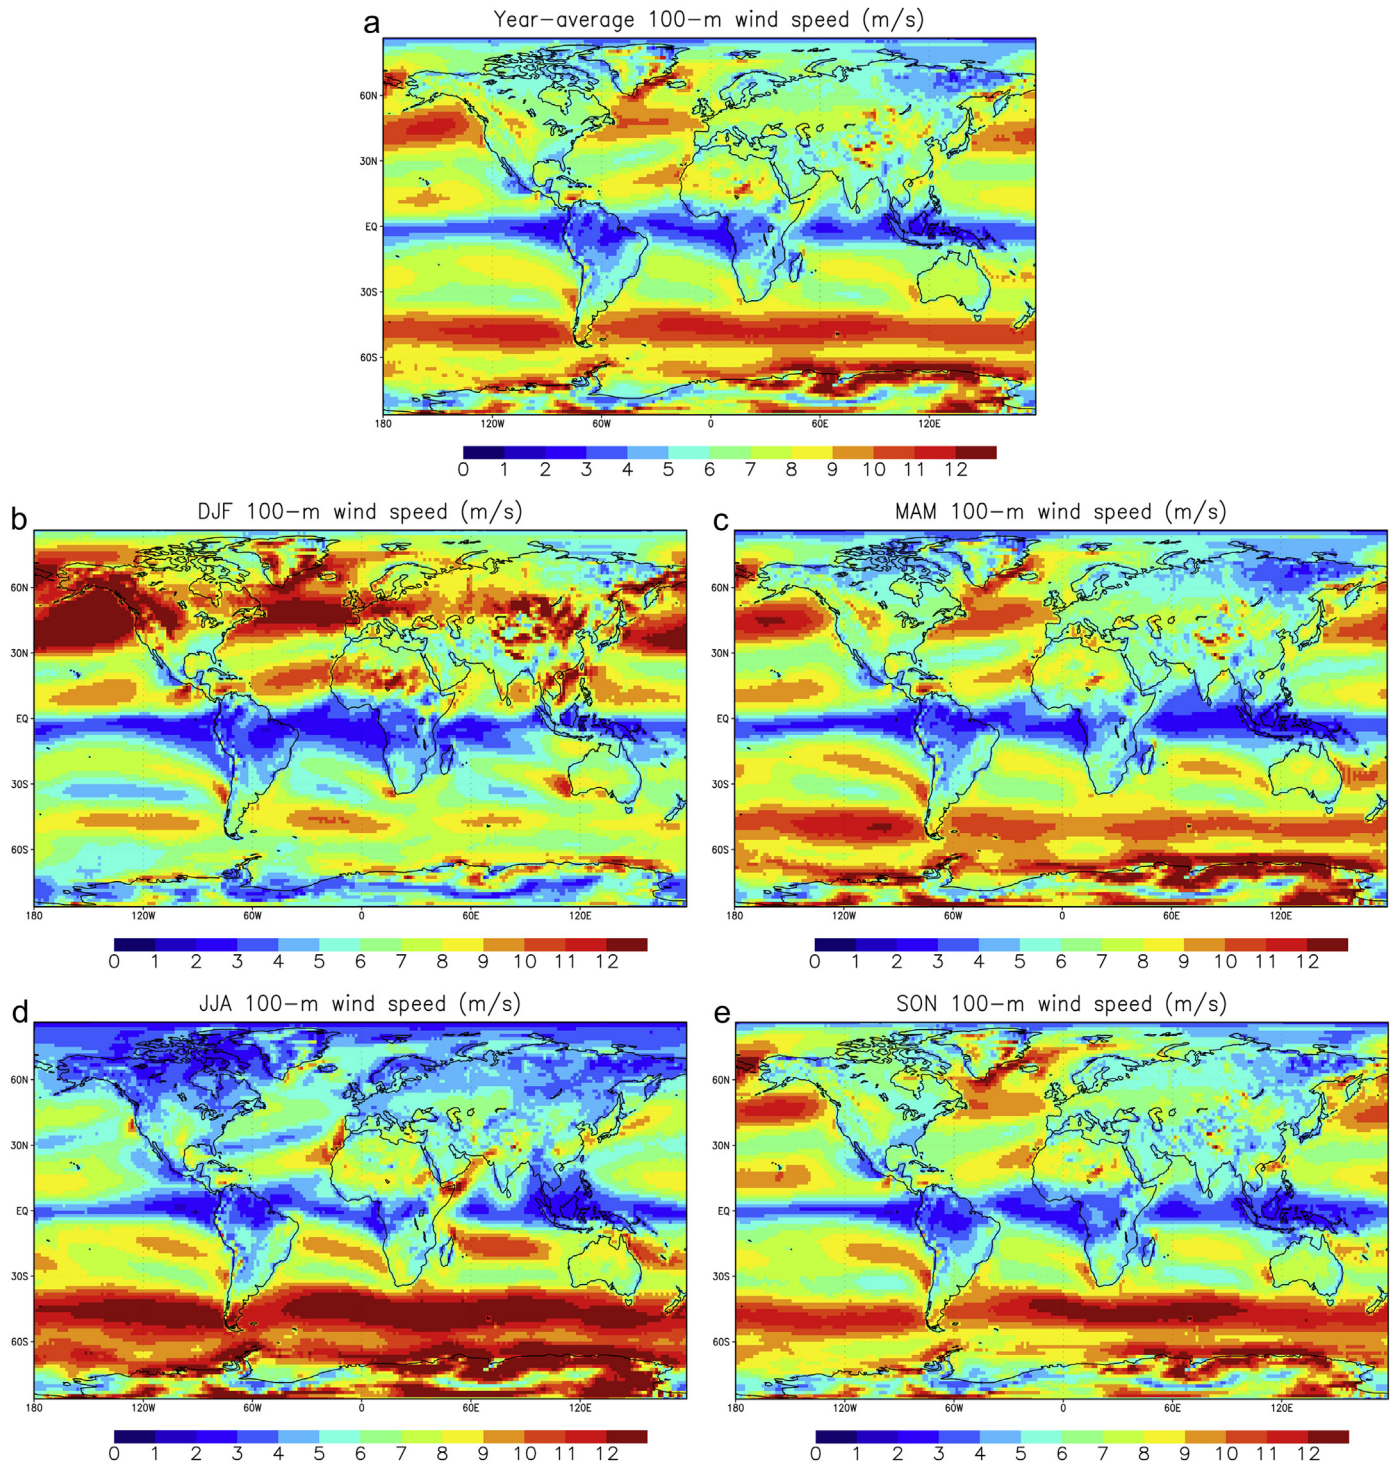 a
Year-average 100-m wind speed (m/s)
60N
30N
EQ
30S
60S
180 120W 60W 0 60E 120E
0 1 2 3 4 5 6 7 8 9 10 11 12
b
DJF 100-m wind speed (m/s)
60N
30N
EQ
30S
60S
180 120W 60W 0 60E 120E
0 1 2 3 4 5 6 7 8 9 10 11 12
c
MAM 100-m wind speed (m/s)
60N
30N
EQ
30S
60S
180 120W 60W 0 60E 120E
0 1 2 3 4 5 6 7 8 9 10 11 12
d
JJA 100-m wind speed (m/s)
60N
30N
EQ
30S
60S
180 120W 60W 0 60E 120E
0 1 2 3 4 5 6 7 8 9 10 11 12
e
SON 100-m wind speed (m/s)
60N
30N
EQ
30S
60S
180 120W 60W 0 60E 120E
0 1 2 3 4 5 6 7 8 9 10 11 12